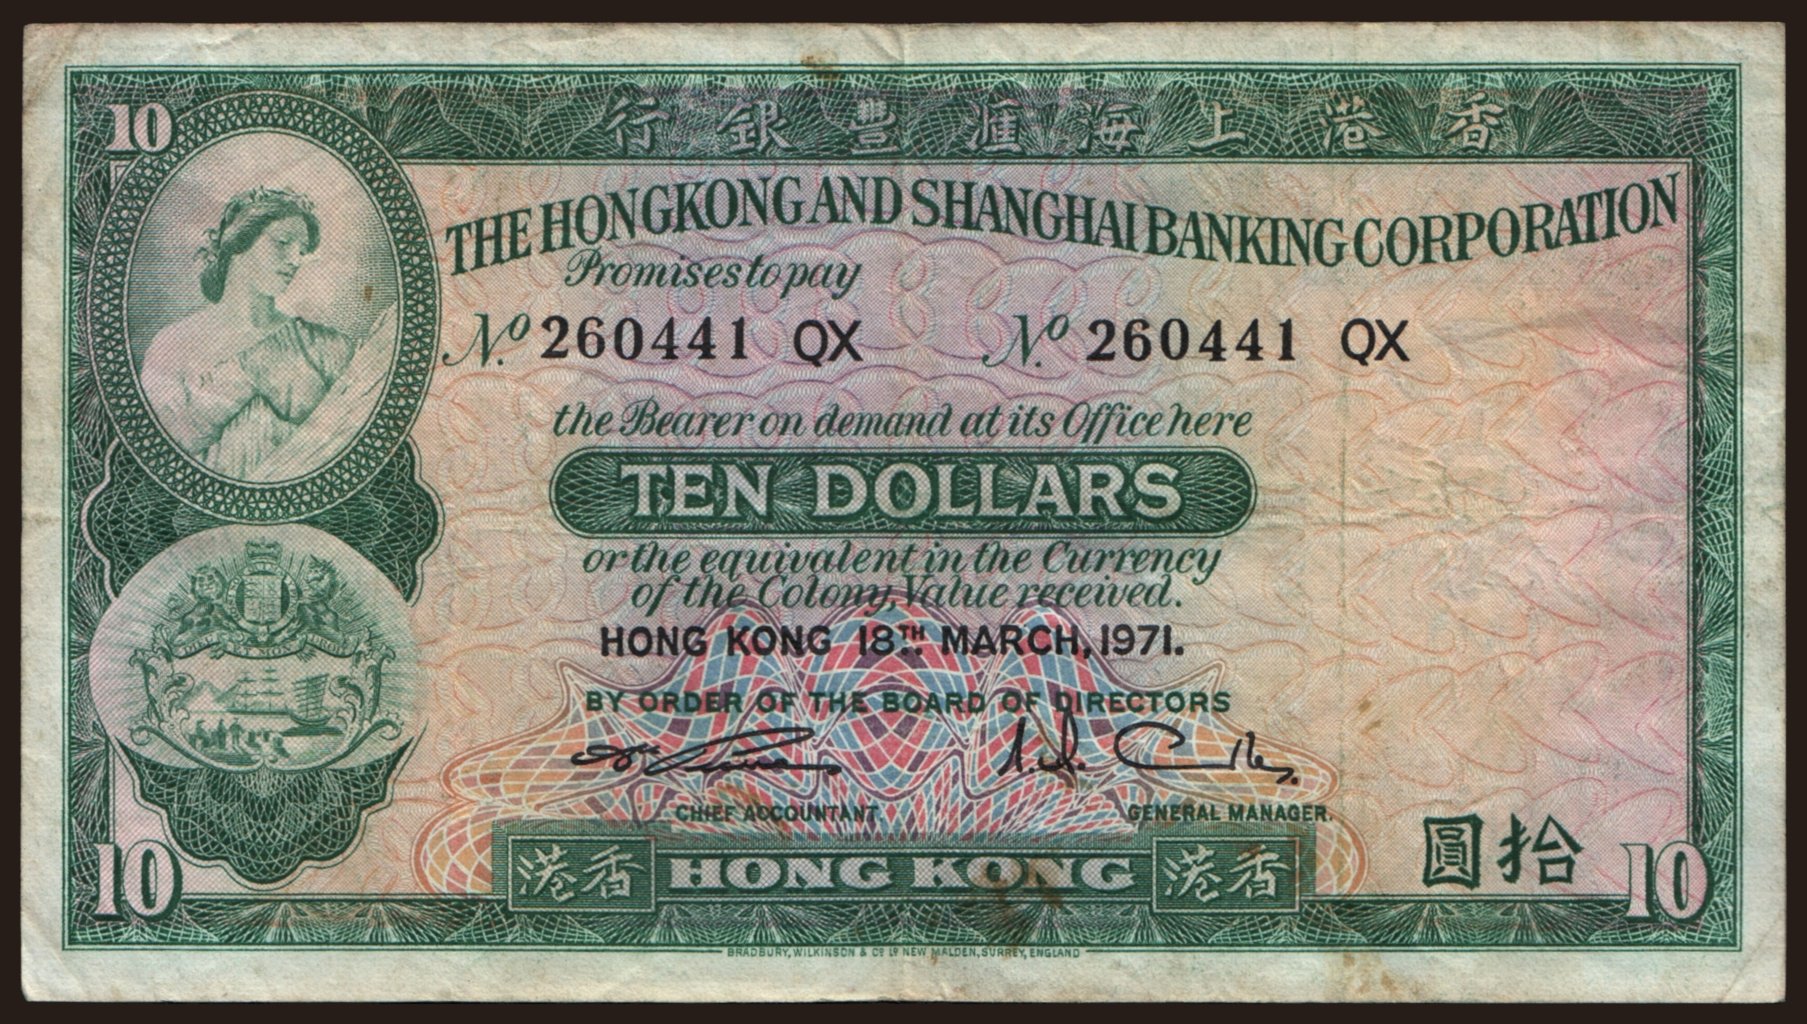 10
行銀豐滙海上港香
THE HONGKONG AND SHANGHAI BANKING CORPORATION
Promises to pay
No. 260441 QX No. 260441 QX
the Bearer on demand at its Office here
TEN DOLLARS
or the equivalent in the Currency
of the Colony, Value received.
HONG KONG 18TH MARCH, 1971.
BY ORDER OF THE BOARD OF DIRECTORS
CHIEF ACCOUNTANT. GENERAL MANAGER.
圓拾
10 港香 HONG KONG 港香 10
BRADBURY, WILKINSON & Co. Ld. NEW MALDEN, SURREY, ENGLAND